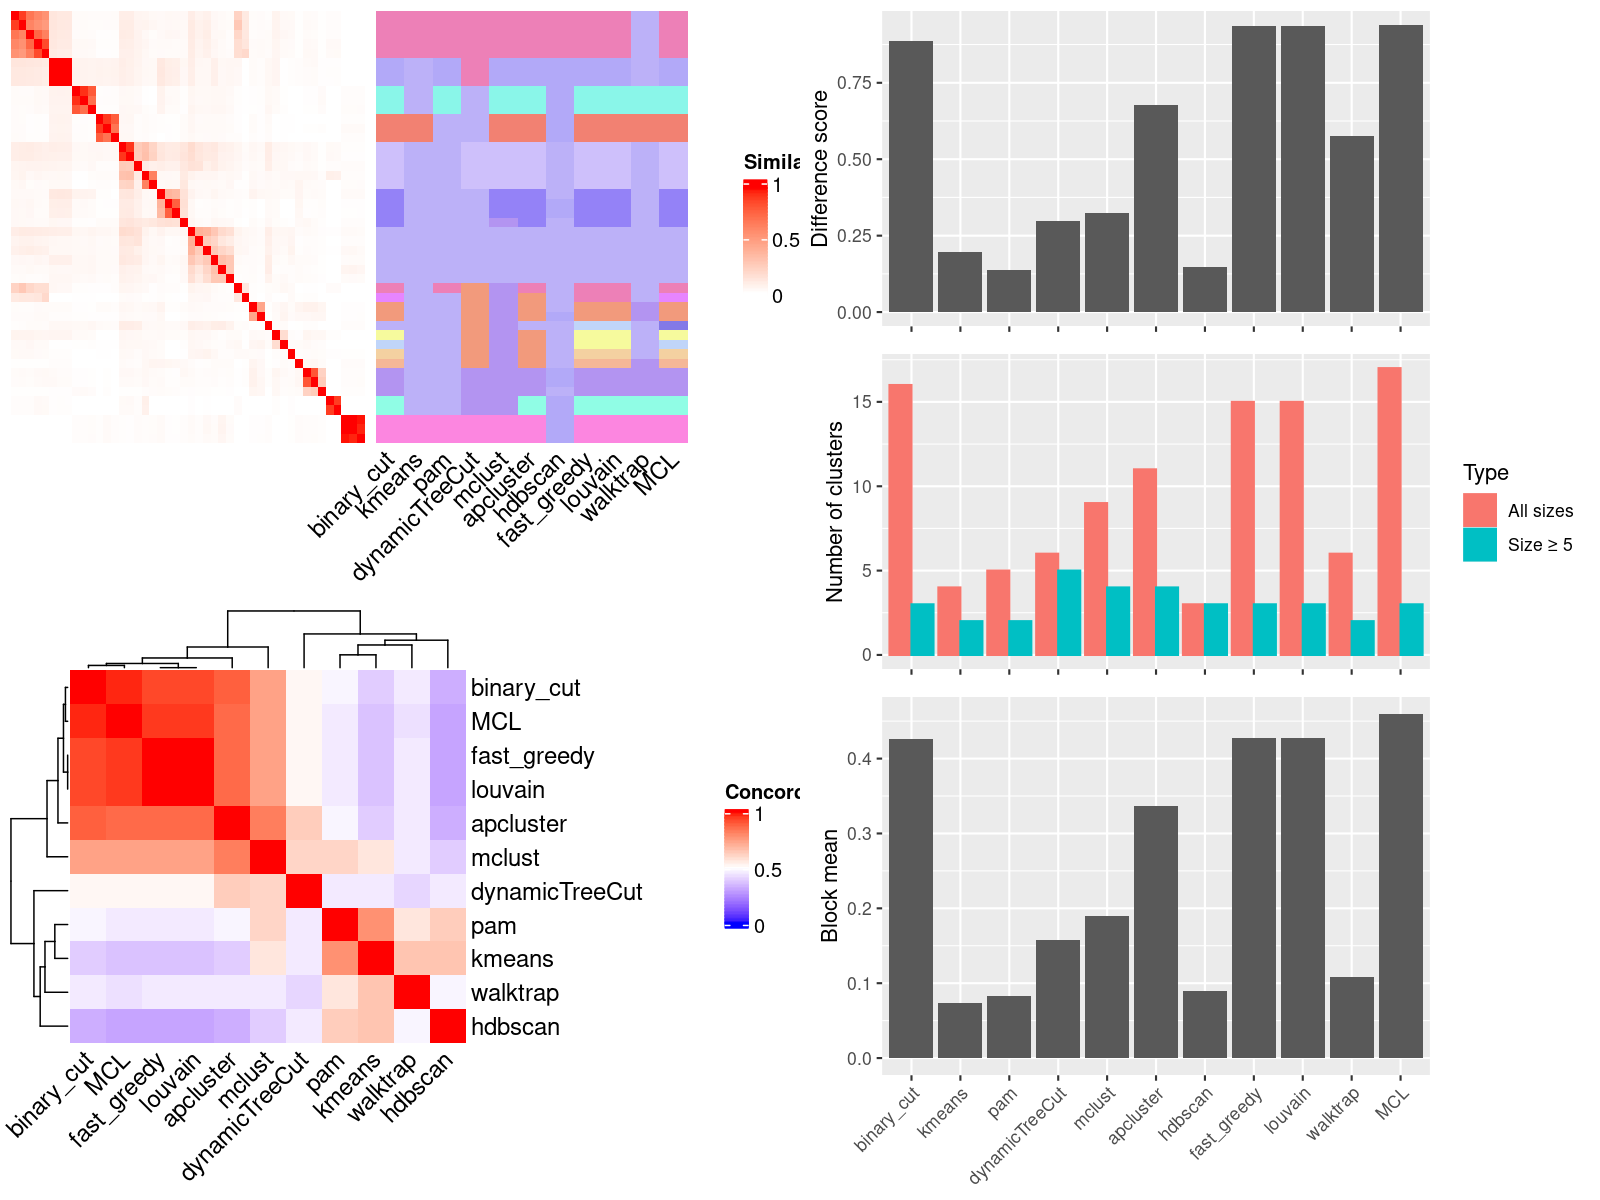 Simila
1
0.5
0
binary_cut
kmeans
pam
dynamicTreeCut
mclust
apcluster
hdbscan
fast_greedy
louvain
walktrap
MCL
binary_cut
MCL
fast_greedy
louvain
apcluster
mclust
dynamicTreeCut
pam
kmeans
walktrap
hdbscan
binary_cut
MCL
fast_greedy
louvain
apcluster
mclust
dynamicTreeCut
pam
kmeans
walktrap
hdbscan
Concord
1
0.5
0
Difference score
0.75
0.50
0.25
0.00
Number of clusters
15
10
5
0
Type
All sizes
Size ≥ 5
Block mean
0.4
0.3
0.2
0.1
0.0
binary_cut
kmeans
pam
dynamicTreeCut
mclust
apcluster
hdbscan
fast_greedy
louvain
walktrap
MCL